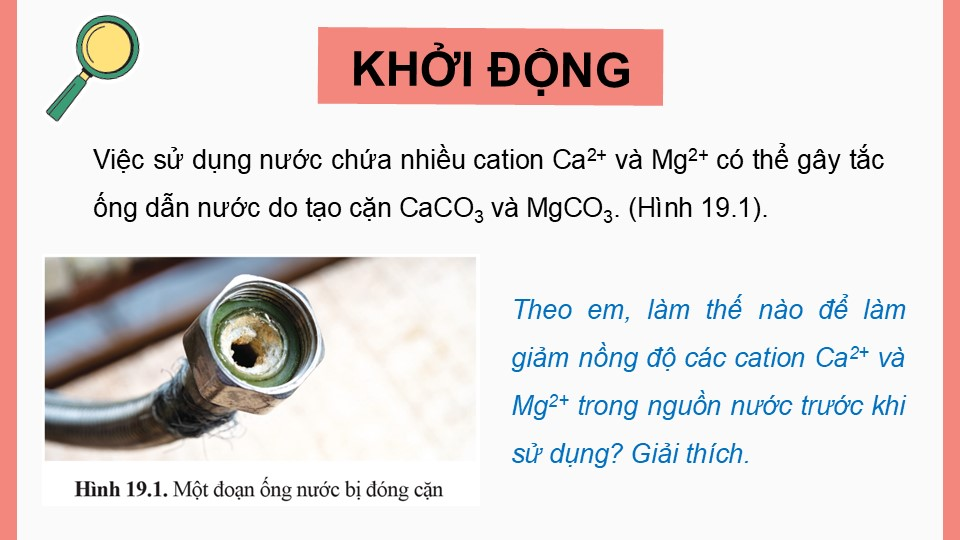 KHỞI ĐỘNG
Việc sử dụng nước chứa nhiều cation Ca²⁺ và Mg²⁺ có thể gây tắc
ống dẫn nước do tạo cặn CaCO₃ và MgCO₃. (Hình 19.1).
Theo em, làm thế nào để làm
giảm nồng độ các cation Ca²⁺ và
Mg²⁺ trong nguồn nước trước khi
sử dụng? Giải thích.
Hình 19.1. Một đoạn ống nước bị đóng cặn